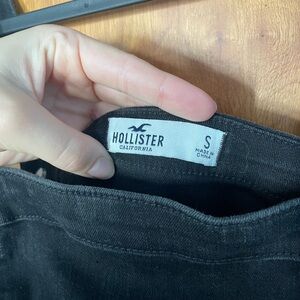 HOLLISTER
CALIFORNIA
S
MADE IN
CHINA